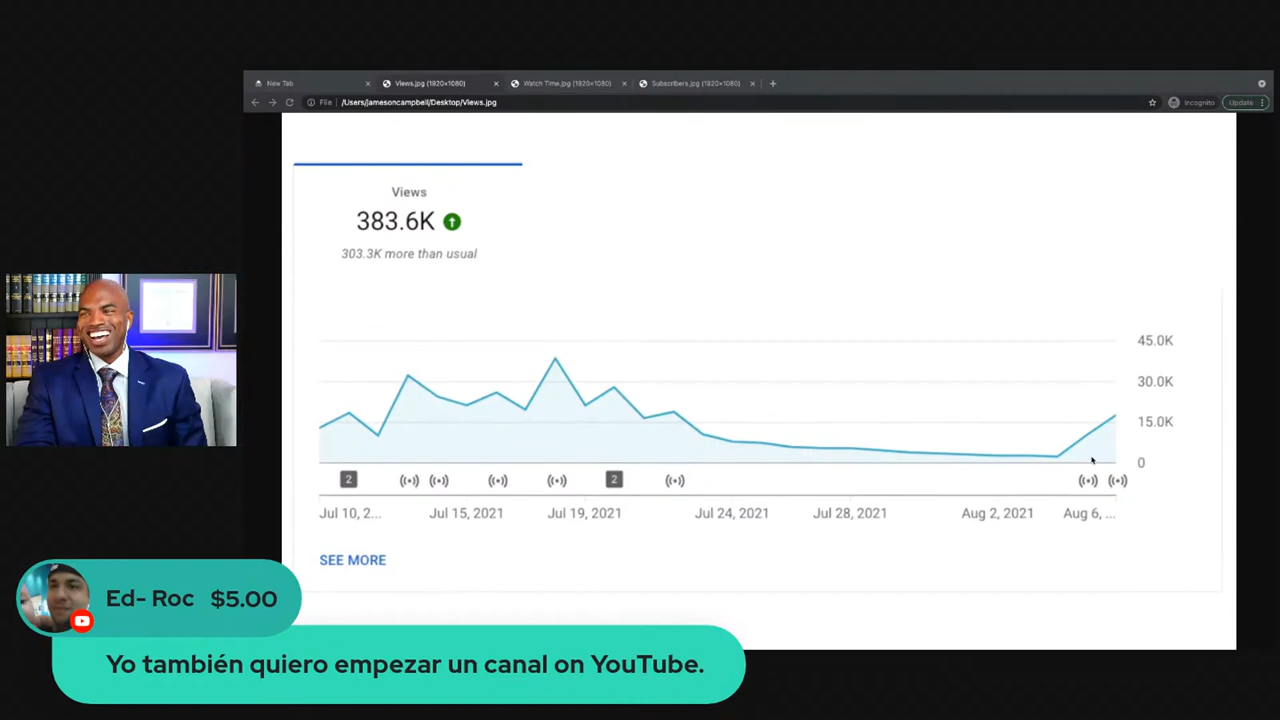 New Tab
Views.jpg (1920×1080)
Watch Time.jpg (1920×1080)
Subscribers.jpg (1920×1080)
File /Users/jamesoncampbell/Desktop/Views.jpg
Incognito
Update
Views
383.6K
303.3K more than usual
45.0K
30.0K
15.0K
0
2
2
Jul 10, 2...
Jul 15, 2021
Jul 19, 2021
Jul 24, 2021
Jul 28, 2021
Aug 2, 2021
Aug 6, ...
SEE MORE
Ed- Roc $5.00
Yo también quiero empezar un canal on YouTube.